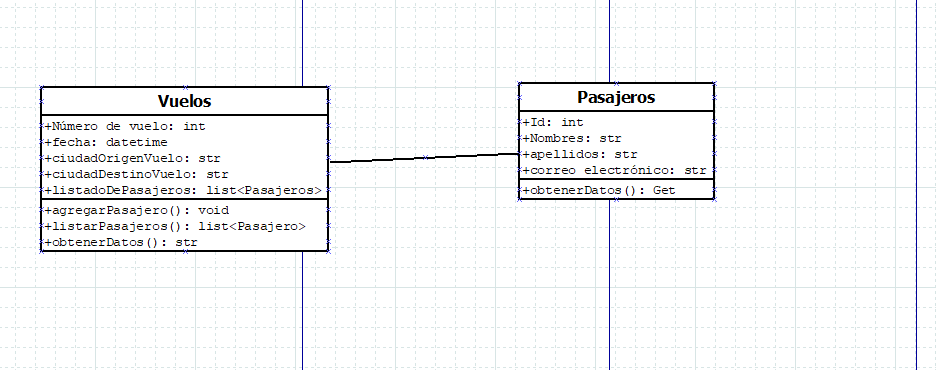 Vuelos
+Número de vuelo: int
+fecha: datetime
+ciudadOrigenVuelo: str
+ciudadDestinoVuelo: str
+listadoDePasajeros: list<Pasajeros>
+agregarPasajero(): void
+listarPasajeros(): list<Pasajero>
+obtenerDatos(): str
Pasajeros
+Id: int
+Nombres: str
+apellidos: str
+correo electrónico: str
+obtenerDatos(): Get